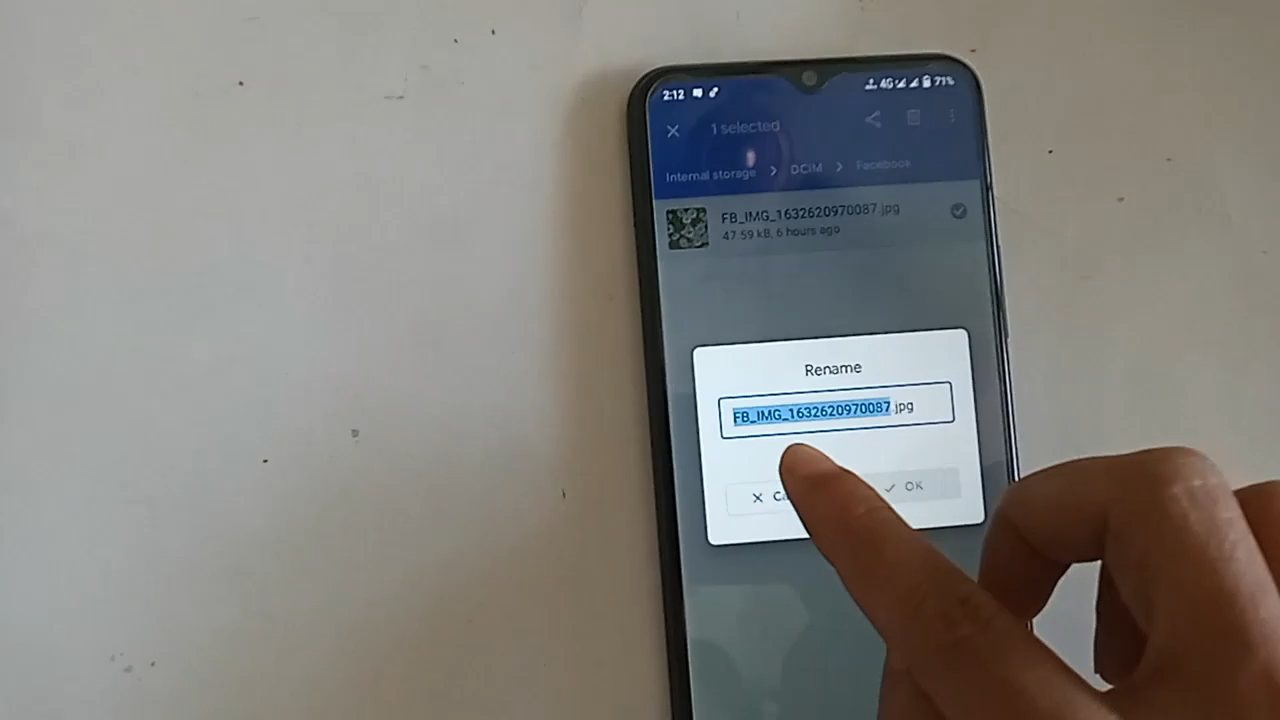 2:12 4G 71%
1 selected
Internal storage > DCIM > Facebook
FB_IMG_1632620970087.jpg
47.59 kB, 6 hours ago
Rename
FB_IMG_1632620970087.jpg
OK